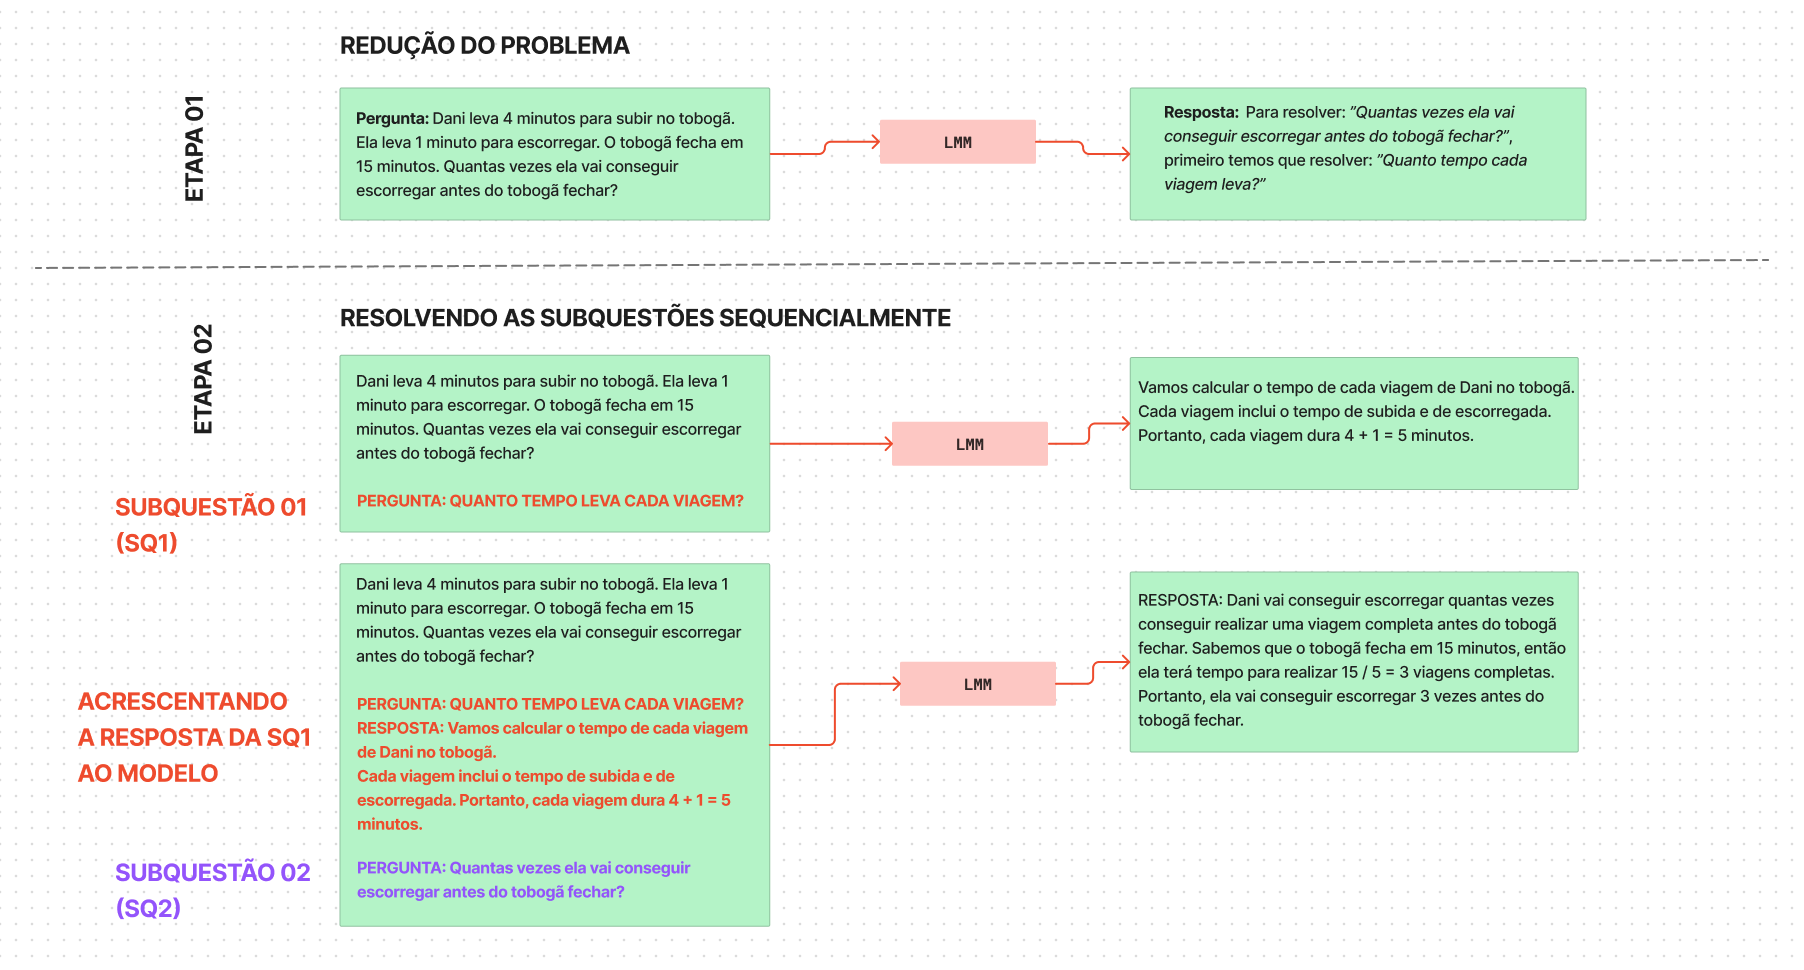 REDUÇÃO DO PROBLEMA
ETAPA 01
Pergunta: Dani leva 4 minutos para subir no tobogã.
Ela leva 1 minuto para escorregar. O tobogã fecha em
15 minutos. Quantas vezes ela vai conseguir
escorregar antes do tobogã fechar?
LMM
Resposta: Para resolver: ”Quantas vezes ela vai
conseguir escorregar antes do tobogã fechar?”,
primeiro temos que resolver: ”Quanto tempo cada
viagem leva?”
RESOLVENDO AS SUBQUESTÕES SEQUENCIALMENTE
ETAPA 02
Dani leva 4 minutos para subir no tobogã. Ela leva 1
minuto para escorregar. O tobogã fecha em 15
minutos. Quantas vezes ela vai conseguir escorregar
antes do tobogã fechar?
SUBQUESTÃO 01
(SQ1)
PERGUNTA: QUANTO TEMPO LEVA CADA VIAGEM?
LMM
Vamos calcular o tempo de cada viagem de Dani no tobogã.
Cada viagem inclui o tempo de subida e de escorregada.
Portanto, cada viagem dura 4 + 1 = 5 minutos.
Dani leva 4 minutos para subir no tobogã. Ela leva 1
minuto para escorregar. O tobogã fecha em 15
minutos. Quantas vezes ela vai conseguir escorregar
antes do tobogã fechar?
ACRESCENTANDO
A RESPOSTA DA SQ1
AO MODELO
PERGUNTA: QUANTO TEMPO LEVA CADA VIAGEM?
RESPOSTA: Vamos calcular o tempo de cada viagem
de Dani no tobogã.
Cada viagem inclui o tempo de subida e de
escorregada. Portanto, cada viagem dura 4 + 1 = 5
minutos.
SUBQUESTÃO 02
(SQ2)
PERGUNTA: Quantas vezes ela vai conseguir
escorregar antes do tobogã fechar?
LMM
RESPOSTA: Dani vai conseguir escorregar quantas vezes
conseguir realizar uma viagem completa antes do tobogã
fechar. Sabemos que o tobogã fecha em 15 minutos, então
ela terá tempo para realizar 15 / 5 = 3 viagens completas.
Portanto, ela vai conseguir escorregar 3 vezes antes do
tobogã fechar.